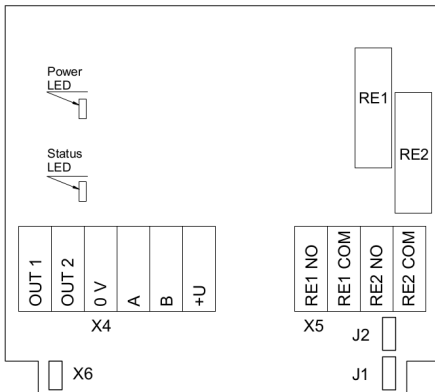 Power
LED
RE1
RE2
Status
LED
OUT 1
OUT 2
0 V
A
B
+U
RE1 NO
RE1 COM
RE2 NO
RE2 COM
X4
X5
J2
X6
J1